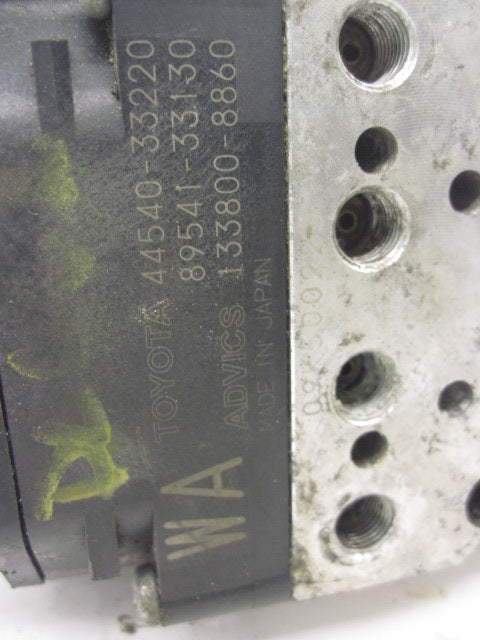 TOYOTA 44540-33220
89541-33130
ADVICS 133800-8860
MADE IN JAPAN
WA